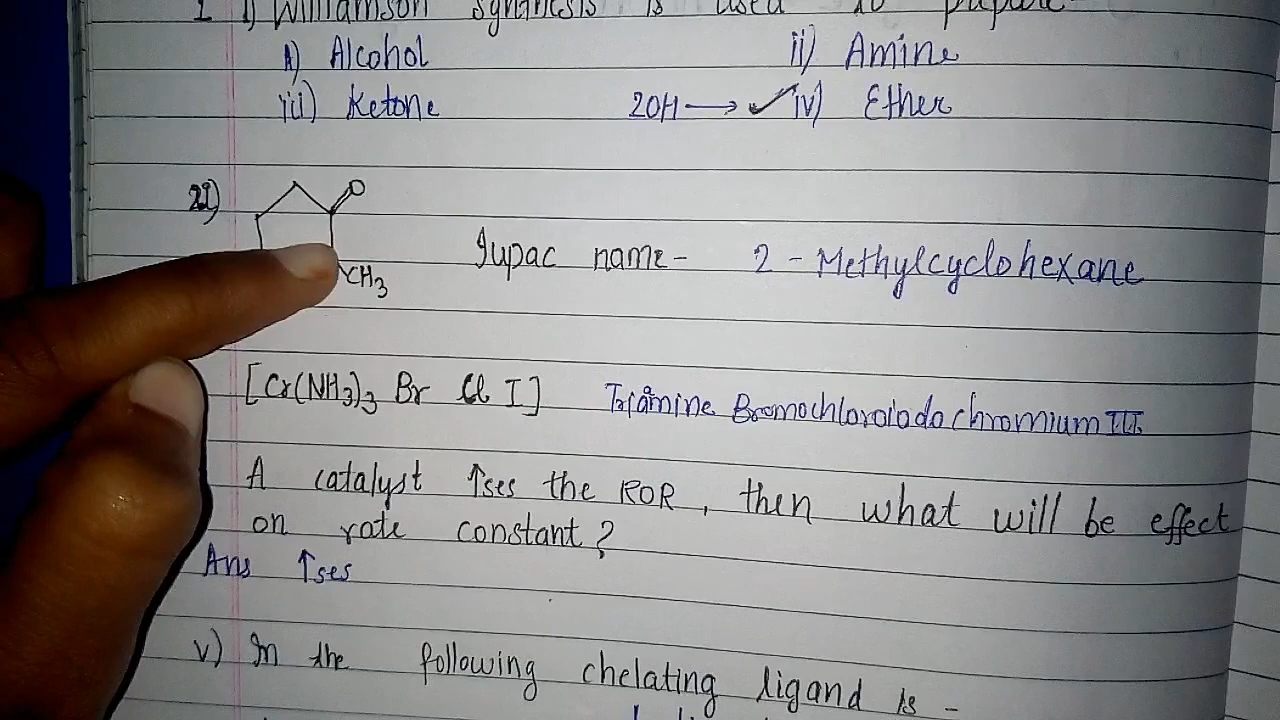 Williamson synthesis is used to prepare
i) Alcohol ii) Amine
iii) Ketone 2OH → ✓ iv) Ether
O
Iupac name- 2 - Methylcyclohexane
CH3
[Cr(NH3)3 Br Cl I] Triamine Bromochloroiodochromium III
A catalyst ↑ses the ROR, then what will be effect
on rate constant?
Ans ↑ses
v) In the following chelating ligand is -